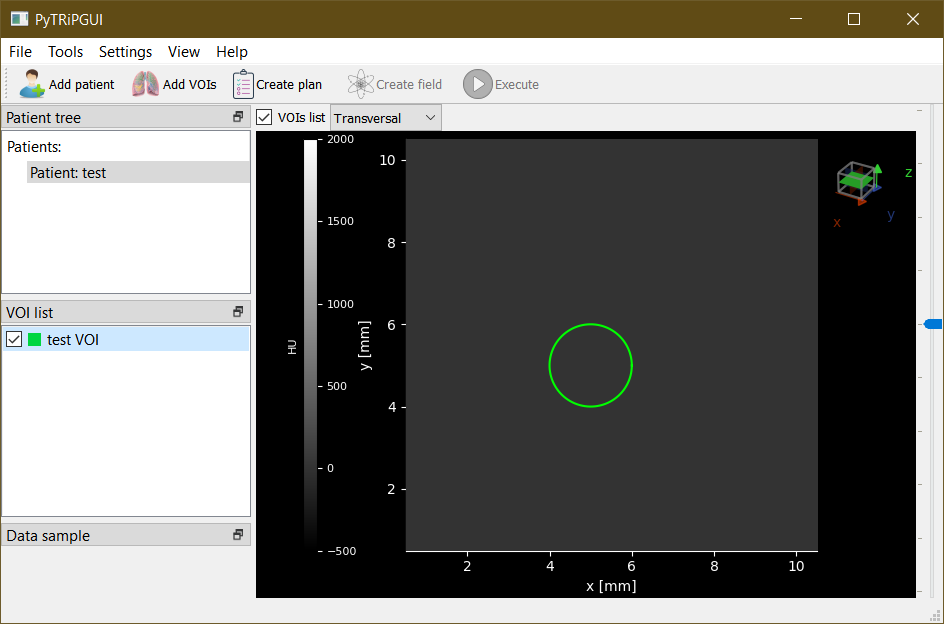 PyTRiPGUI
File Tools Settings View Help
Add patient Add VOIs Create plan Create field Execute
Patient tree
Patients:
Patient: test
VOI list
test VOI
Data sample
VOIs list Transversal
2000
1500
1000
500
0
−500
HU
10
8
6
4
2
y [mm]
2 4 6 8 10
x [mm]
z
y
x